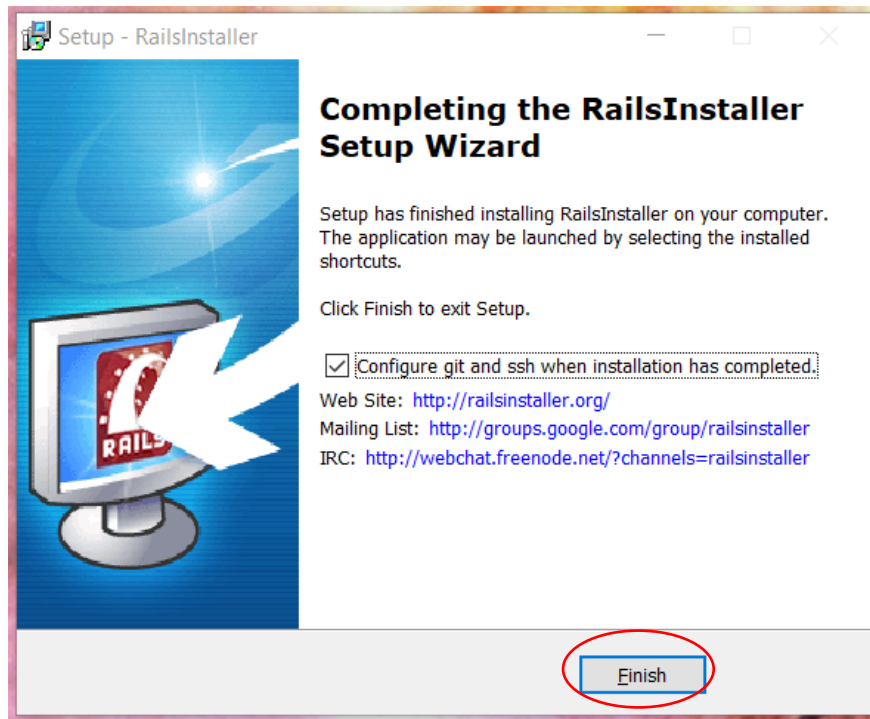 Setup - RailsInstaller
Completing the RailsInstaller
Setup Wizard
Setup has finished installing RailsInstaller on your computer.
The application may be launched by selecting the installed
shortcuts.
Click Finish to exit Setup.
Configure git and ssh when installation has completed.
Web Site: http://railsinstaller.org/
Mailing List: http://groups.google.com/group/railsinstaller
IRC: http://webchat.freenode.net/?channels=railsinstaller
RAILS
Finish